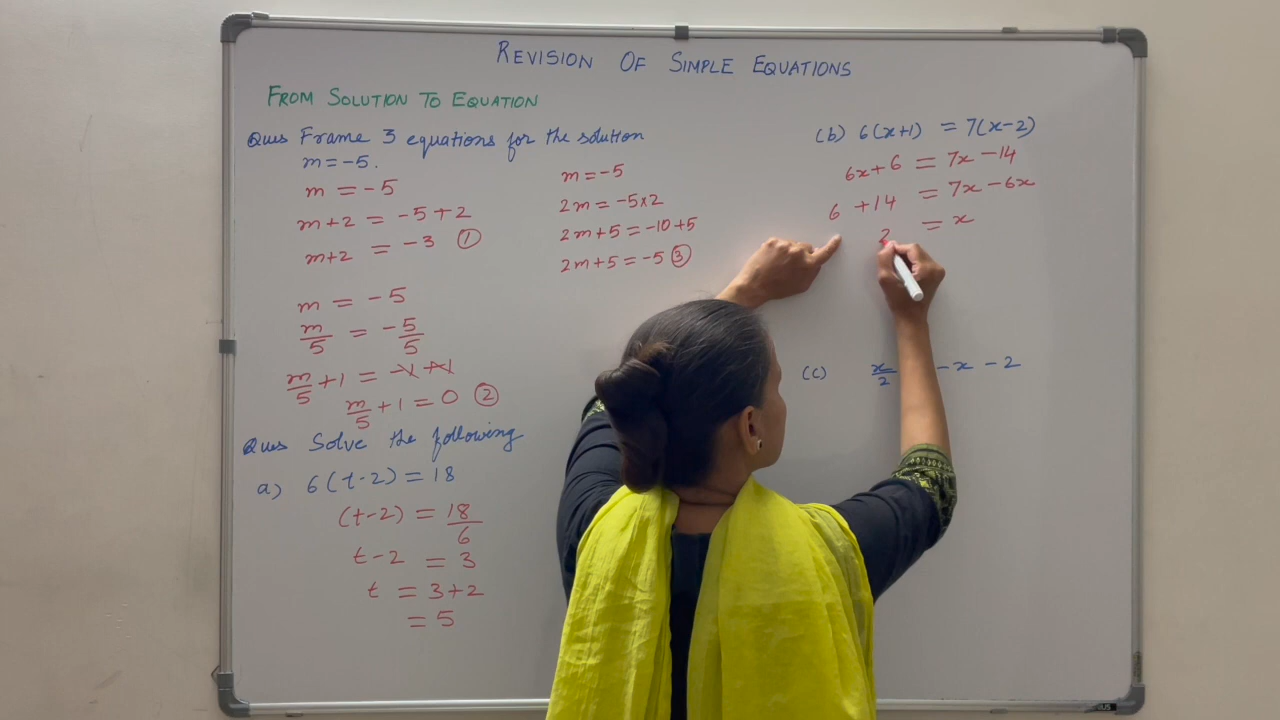 REVISION OF SIMPLE EQUATIONS
FROM SOLUTION TO EQUATION
Ques Frame 3 equations for the solution
m = -5.
m = -5
m+2 = -5+2
m+2 = -3 ①
m = -5
m/5 = -5/5
m/5 + 1 = -1 + 1
m/5 + 1 = 0 ②
m = -5
2m = -5×2
2m+5 = -10+5
2m+5 = -5 ③
Ques Solve the following
a) 6(t-2) = 18
(t-2) = 18/6
t-2 = 3
t = 3+2
= 5
(b) 6(x+1) = 7(x-2)
6x+6 = 7x-14
6 +14 = 7x-6x
2 = x
(c) x/2 -x -2